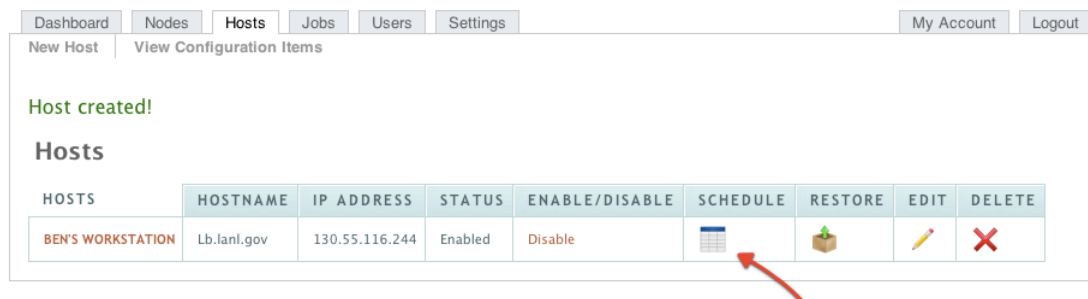 Dashboard Nodes Hosts Jobs Users Settings My Account Logout
New Host View Configuration Items
Host created!
Hosts
HOSTS HOSTNAME IP ADDRESS STATUS ENABLE/DISABLE SCHEDULE RESTORE EDIT DELETE
BEN'S WORKSTATION Lb.lanl.gov 130.55.116.244 Enabled Disable